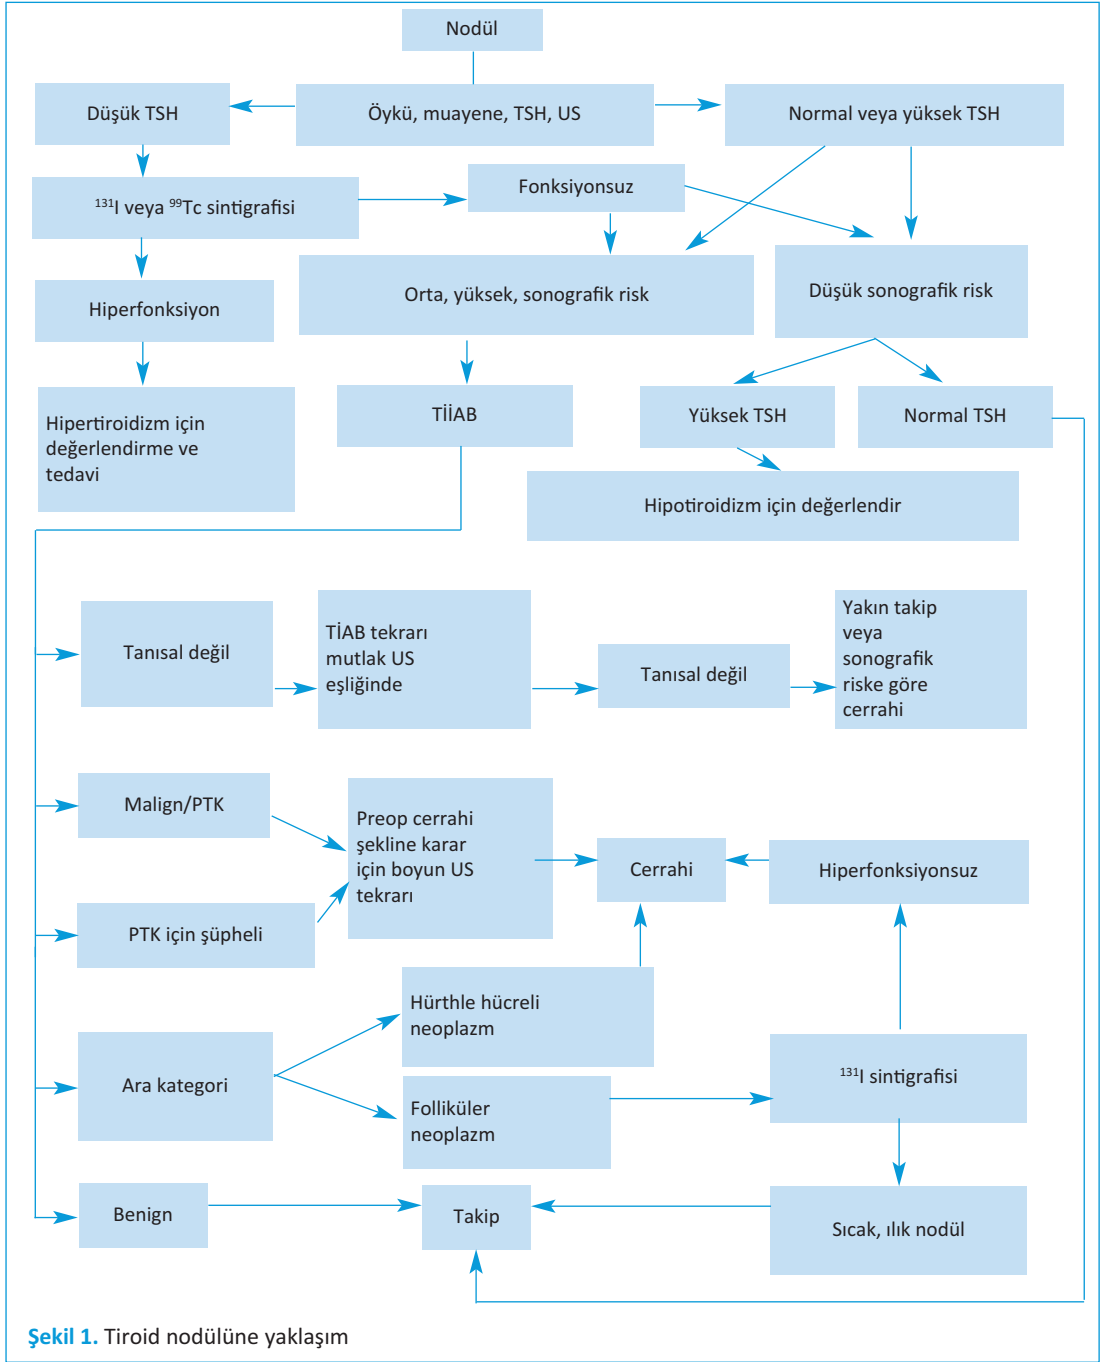 Nodül
Düşük TSH
Öykü, muayene, TSH, US
Normal veya yüksek TSH
¹³¹I veya ⁹⁹Tc sintigrafisi
Fonksiyonsuz
Orta, yüksek, sonografik risk
Düşük sonografik risk
Hiperfonksiyon
Hipertiroidizm için
değerlendirme ve
tedavi
TİİAB
Yüksek TSH
Normal TSH
Hipotiroidizm için değerlendir
Tanısal değil
TİAB tekrarı
mutlak US
eşliğinde
Tanısal değil
Yakın takip
veya
sonografik
riske göre
cerrahi
Malign/PTK
Preop cerrahi
şekline karar
için boyun US
tekrarı
Cerrahi
Hiperfonksiyonsuz
PTK için şüpheli
Hürthle hücreli
neoplazm
Ara kategori
¹³¹I sintigrafisi
Folliküler
neoplazm
Benign
Takip
Sıcak, ılık nodül
Şekil 1. Tiroid nodülüne yaklaşım